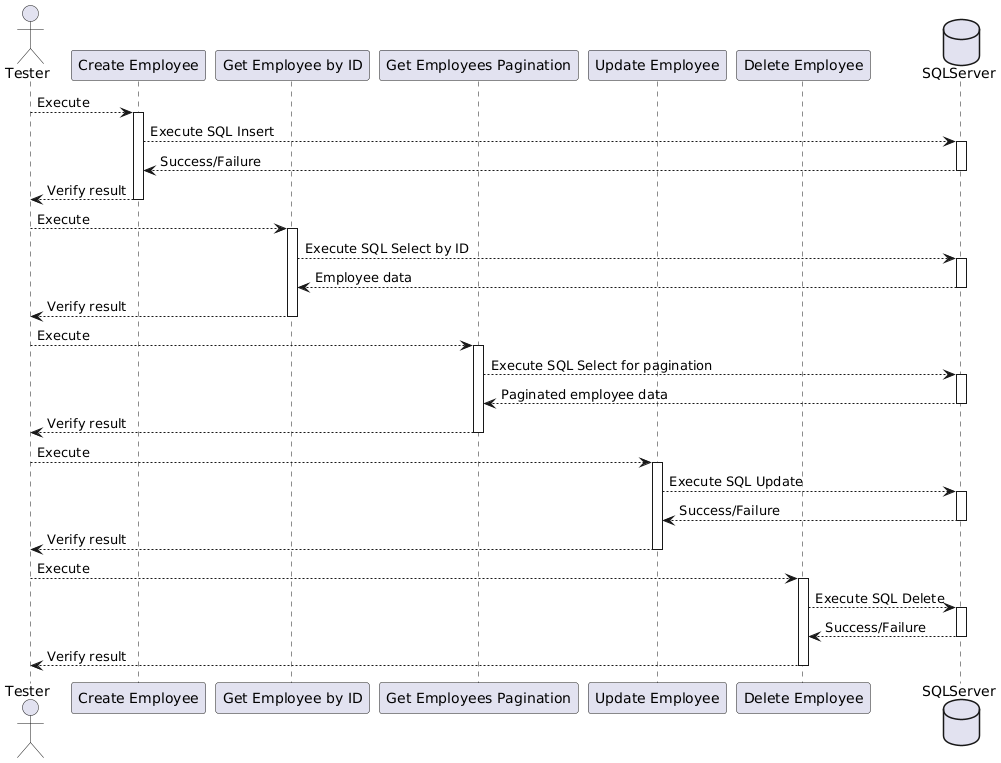 Tester
Create Employee
Get Employee by ID
Get Employees Pagination
Update Employee
Delete Employee
SQLServer
Execute
Execute SQL Insert
Success/Failure
Verify result
Execute
Execute SQL Select by ID
Employee data
Verify result
Execute
Execute SQL Select for pagination
Paginated employee data
Verify result
Execute
Execute SQL Update
Success/Failure
Verify result
Execute
Execute SQL Delete
Success/Failure
Verify result
Tester
Create Employee
Get Employee by ID
Get Employees Pagination
Update Employee
Delete Employee
SQLServer